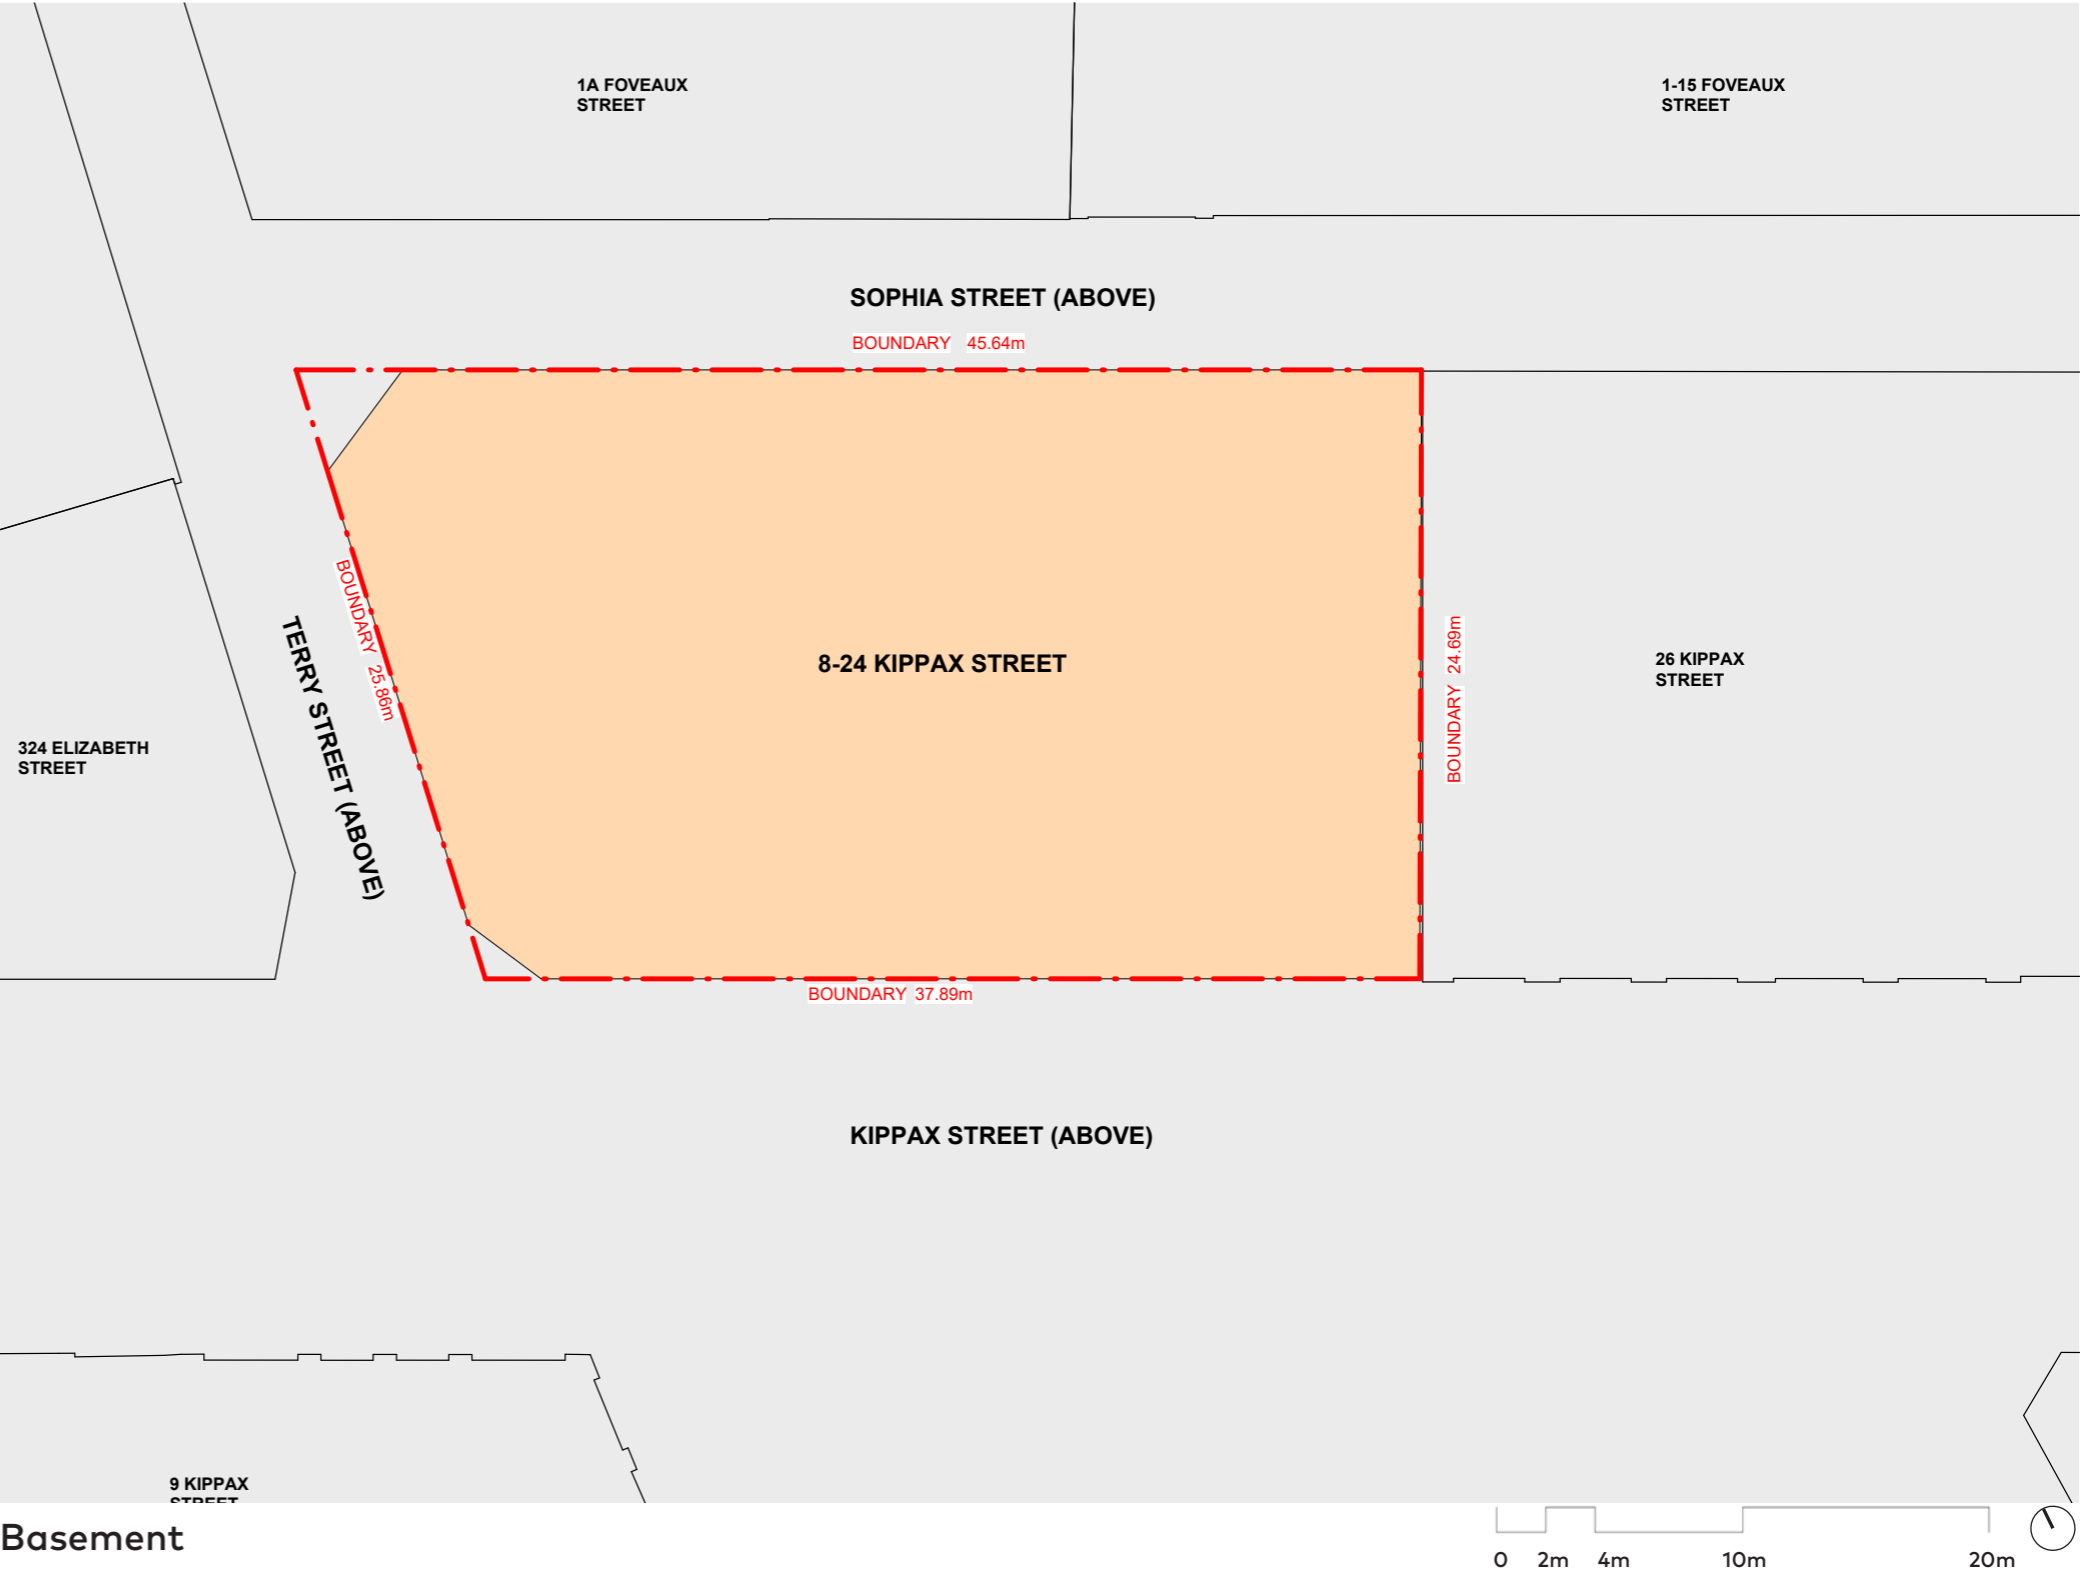 1A FOVEAUX
STREET
1-15 FOVEAUX
STREET
SOPHIA STREET (ABOVE)
BOUNDARY 45.64m
BOUNDARY 25.86m
TERRY STREET (ABOVE)
8-24 KIPPAX STREET
BOUNDARY 24.69m
26 KIPPAX
STREET
324 ELIZABETH
STREET
BOUNDARY 37.89m
KIPPAX STREET (ABOVE)
9 KIPPAX
STREET
Basement
0 2m 4m 10m 20m